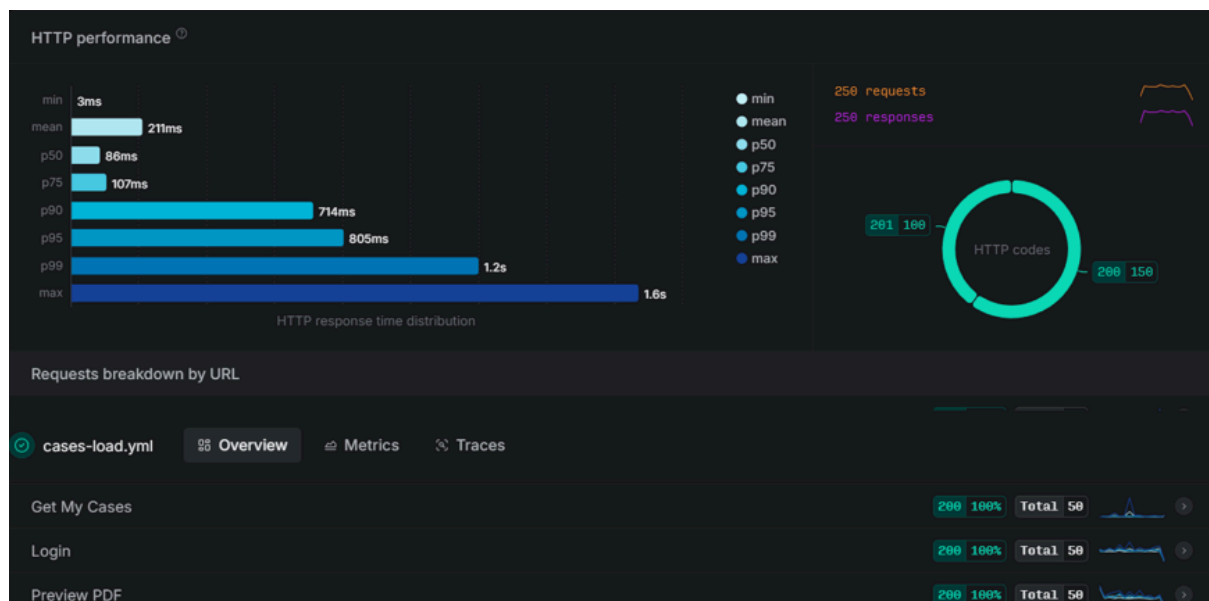 HTTP performance
min 3ms
mean 211ms
p50 86ms
p75 107ms
p90 714ms
p95 805ms
p99 1.2s
max 1.6s
HTTP response time distribution
min
mean
p50
p75
p90
p95
p99
max
250 requests
250 responses
201 100
HTTP codes
200 150
Requests breakdown by URL
cases-load.yml Overview Metrics Traces
Get My Cases 200 100% Total 50
Login 200 100% Total 50
Preview PDF 200 100% Total 50